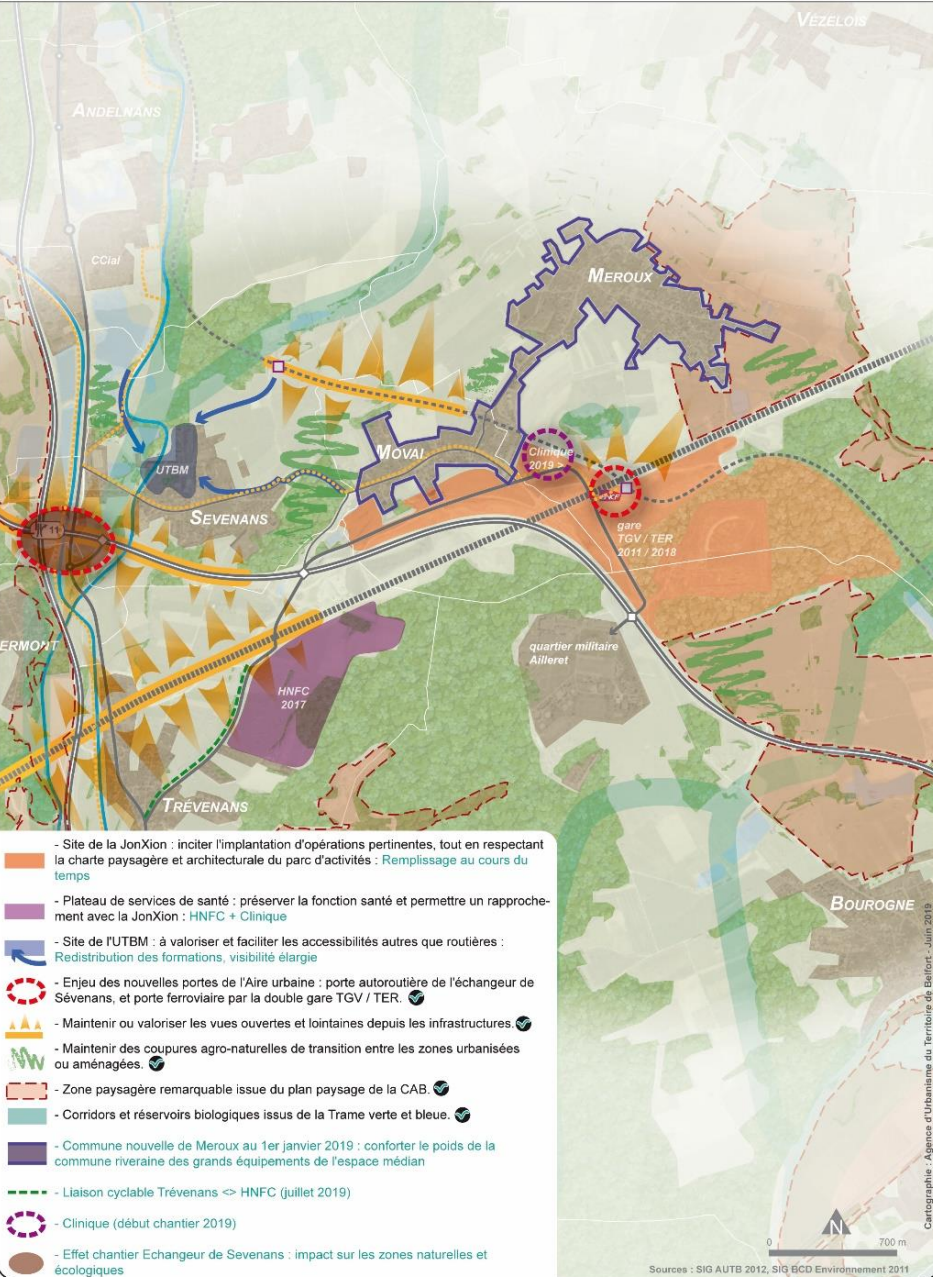 VÉZELOIS
ANDELNANS
CCial
MEROUX
MOVAL
Clinique
2019 >
UTBM
SEVENANS
11
gare
TGV / TER
2011 / 2018
ERMONT
quartier militaire
Ailleret
HNFC
2017
TRÉVENANS
BOUROGNE
- Site de la JonXion : inciter l'implantation d'opérations pertinentes, tout en respectant
la charte paysagère et architecturale du parc d'activités : Remplissage au cours du
temps
- Plateau de services de santé : préserver la fonction santé et permettre un rapproche-
ment avec la JonXion : HNFC + Clinique
- Site de l'UTBM : à valoriser et faciliter les accessibilités autres que routières :
Redistribution des formations, visibilité élargie
- Enjeu des nouvelles portes de l'Aire urbaine : porte autoroutière de l'échangeur de
Sévenans, et porte ferroviaire par la double gare TGV / TER.
- Maintenir ou valoriser les vues ouvertes et lointaines depuis les infrastructures.
- Maintenir des coupures agro-naturelles de transition entre les zones urbanisées
ou aménagées.
- Zone paysagère remarquable issue du plan paysage de la CAB.
- Corridors et réservoirs biologiques issus de la Trame verte et bleue.
- Commune nouvelle de Meroux au 1er janvier 2019 : conforter le poids de la
commune riveraine des grands équipements de l'espace médian
- Liaison cyclable Trévenans <> HNFC (juillet 2019)
- Clinique (début chantier 2019)
- Effet chantier Echangeur de Sevenans : impact sur les zones naturelles et
écologiques
N
0 700 m
Sources : SIG AUTB 2012, SIG BCD Environnement 2011
Cartographie : Agence d'Urbanisme du Territoire de Belfort - Juin 2019